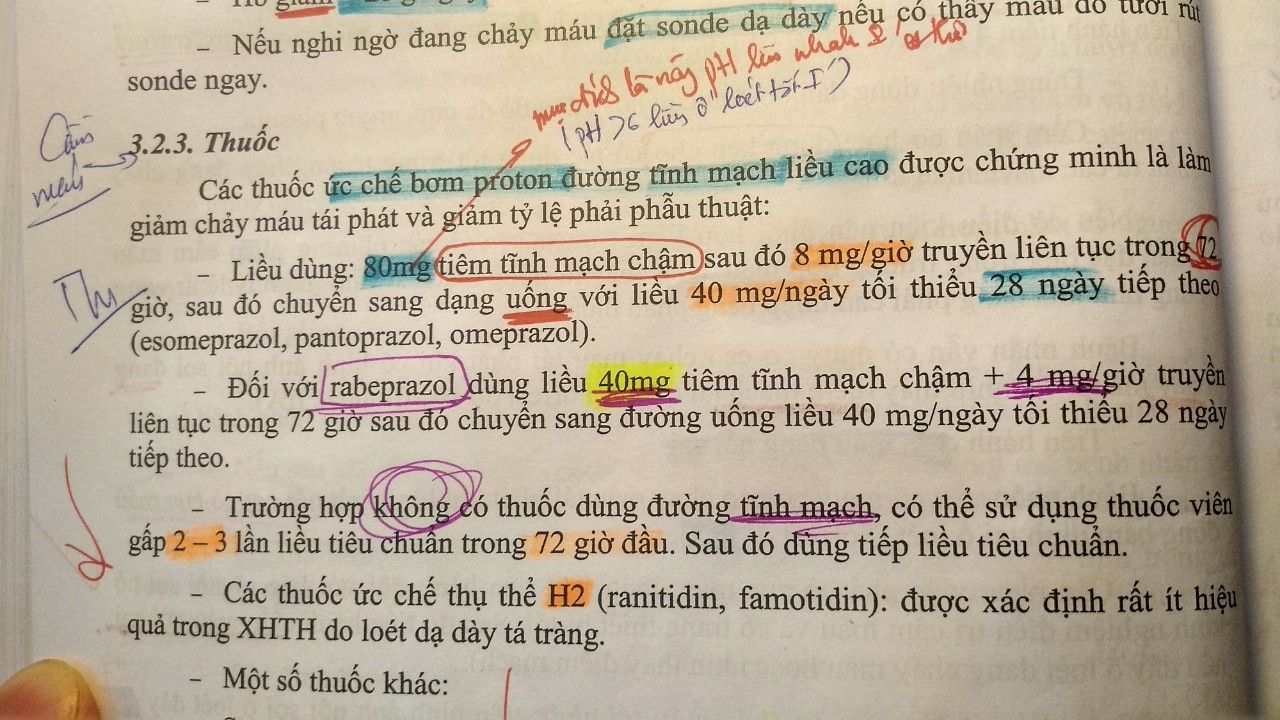 giảm
– Nếu nghi ngờ đang chảy máu đặt sonde dạ dày nếu có thấy máu đỏ tươi rút
sonde ngay.
mục đích là nâng pH lên nhanh
(pH >6 liền ổ loét tốt)
Cầm
máu
3.2.3. Thuốc
Các thuốc ức chế bơm proton đường tĩnh mạch liều cao được chứng minh là làm
giảm chảy máu tái phát và giảm tỷ lệ phải phẫu thuật:
– Liều dùng: 80mg tiêm tĩnh mạch chậm sau đó 8 mg/giờ truyền liên tục trong 72
giờ, sau đó chuyển sang dạng uống với liều 40 mg/ngày tối thiểu 28 ngày tiếp theo
(esomeprazol, pantoprazol, omeprazol).
– Đối với rabeprazol dùng liều 40mg tiêm tĩnh mạch chậm + 4 mg/giờ truyền
liên tục trong 72 giờ sau đó chuyển sang đường uống liều 40 mg/ngày tối thiểu 28 ngày
tiếp theo.
– Trường hợp không có thuốc dùng đường tĩnh mạch, có thể sử dụng thuốc viên
gấp 2 – 3 lần liều tiêu chuẩn trong 72 giờ đầu. Sau đó dùng tiếp liều tiêu chuẩn.
– Các thuốc ức chế thụ thể H2 (ranitidin, famotidin): được xác định rất ít hiệu
quả trong XHTH do loét dạ dày tá tràng.
– Một số thuốc khác: